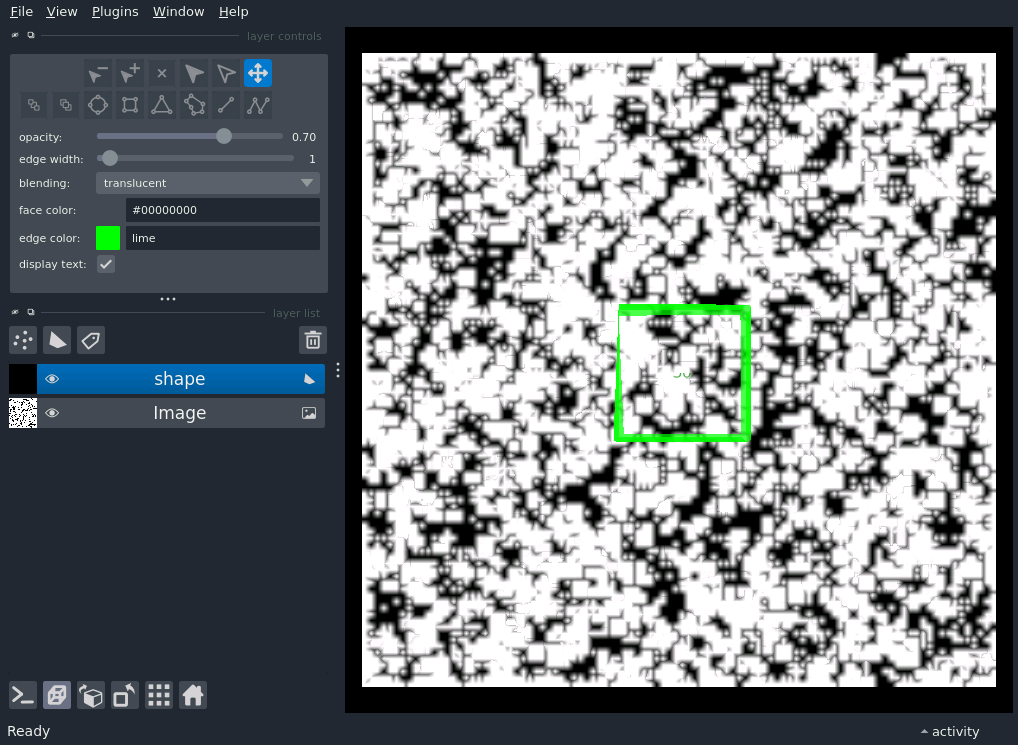 File View Plugins Window Help
layer controls
opacity: 0.70
edge width: 1
blending: translucent
face color: #00000000
edge color: lime
display text:
layer list
shape
Image
Ready
activity